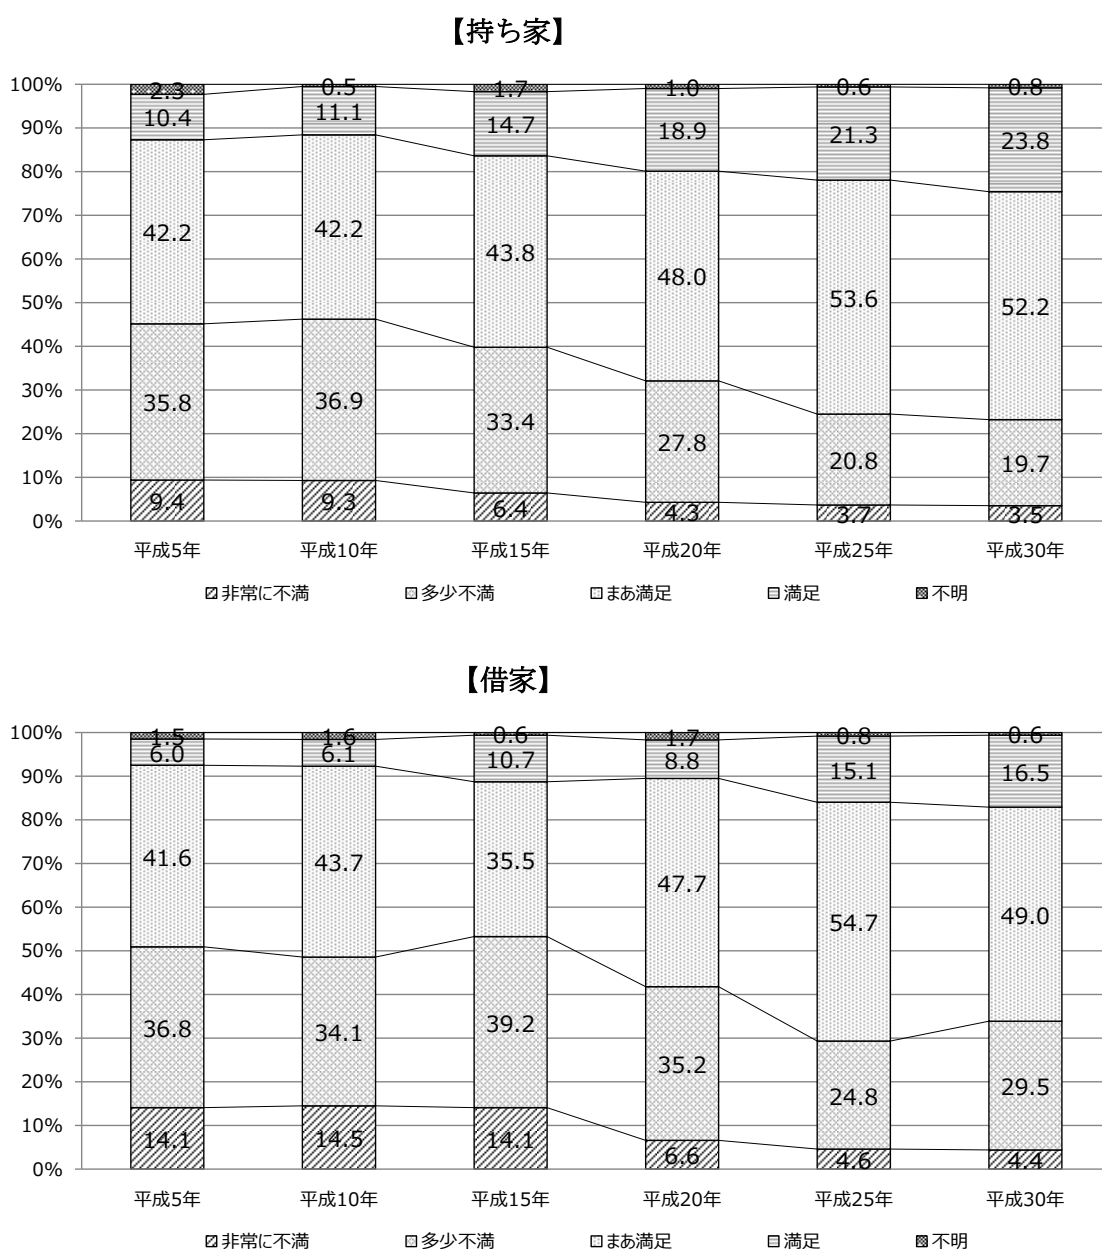 【持ち家】
100%
90%
80%
70%
60%
50%
40%
30%
20%
10%
0%
2.3 0.5 1.7 1.0 0.6 0.8
10.4 11.1 14.7 18.9 21.3 23.8
42.2 42.2 43.8 48.0 53.6 52.2
35.8 36.9 33.4 27.8 20.8 19.7
9.4 9.3 6.4 4.3 3.7 3.5
平成5年 平成10年 平成15年 平成20年 平成25年 平成30年
非常に不満 多少不満 まあ満足 満足 不明
【借家】
100%
90%
80%
70%
60%
50%
40%
30%
20%
10%
0%
1.5 1.6 0.6 1.7 0.8 0.6
6.0 6.1 10.7 8.8 15.1 16.5
41.6 43.7 35.5 47.7 54.7 49.0
36.8 34.1 39.2 35.2 24.8 29.5
14.1 14.5 14.1 6.6 4.6 4.4
平成5年 平成10年 平成15年 平成20年 平成25年 平成30年
非常に不満 多少不満 まあ満足 満足 不明